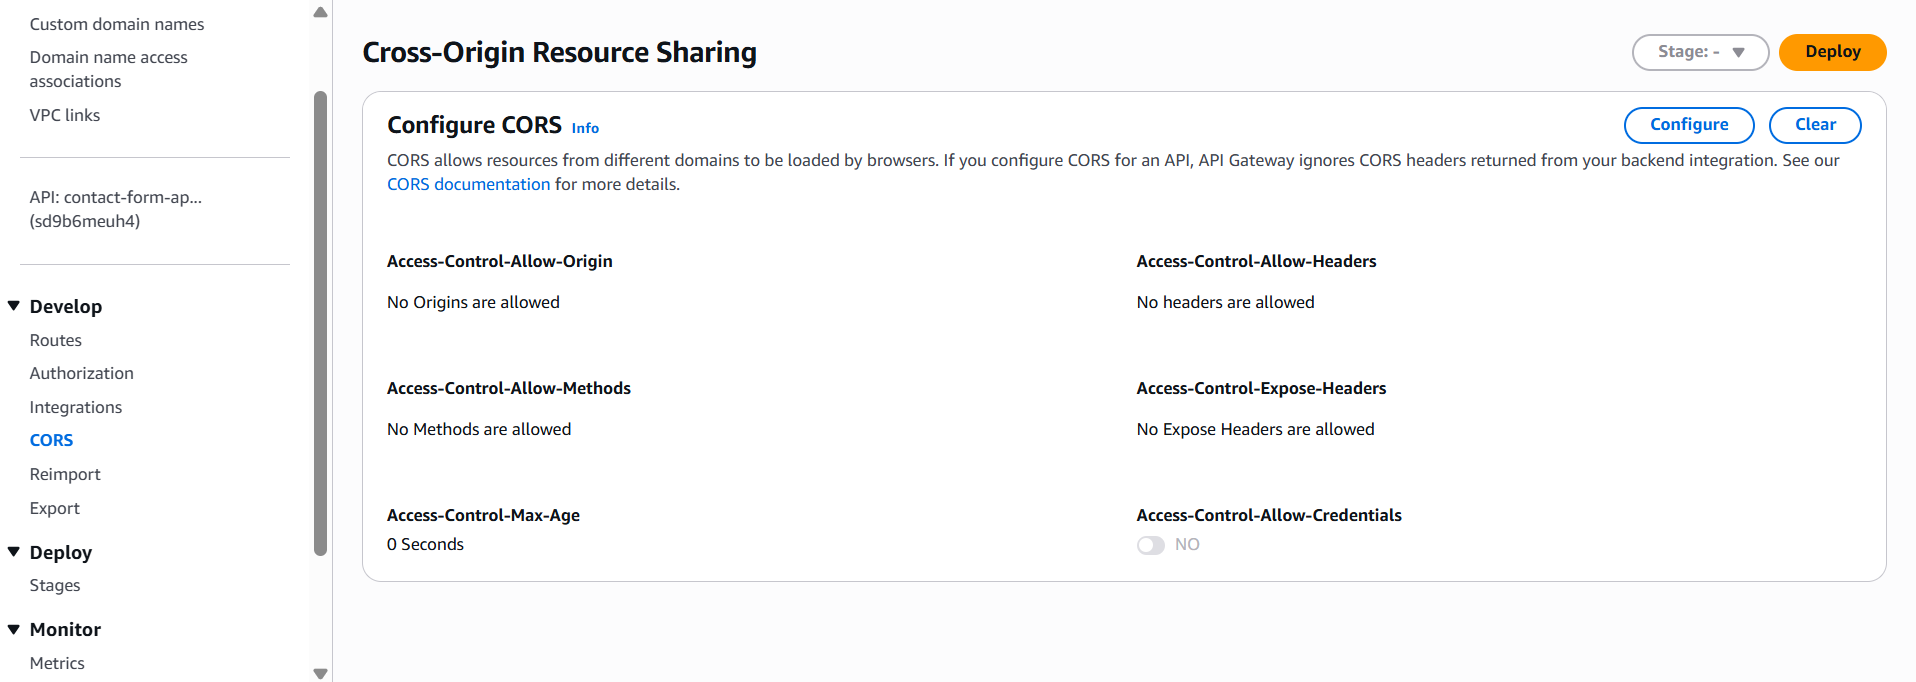 Custom domain names
Domain name access
associations
VPC links
API: contact-form-ap...
(sd9b6meuh4)
Develop
Routes
Authorization
Integrations
CORS
Reimport
Export
Deploy
Stages
Monitor
Metrics
Cross-Origin Resource Sharing
Stage: -
Deploy
Configure CORS Info
Configure
Clear
CORS allows resources from different domains to be loaded by browsers. If you configure CORS for an API, API Gateway ignores CORS headers returned from your backend integration. See our
CORS documentation for more details.
Access-Control-Allow-Origin
No Origins are allowed
Access-Control-Allow-Headers
No headers are allowed
Access-Control-Allow-Methods
No Methods are allowed
Access-Control-Expose-Headers
No Expose Headers are allowed
Access-Control-Max-Age
0 Seconds
Access-Control-Allow-Credentials
NO